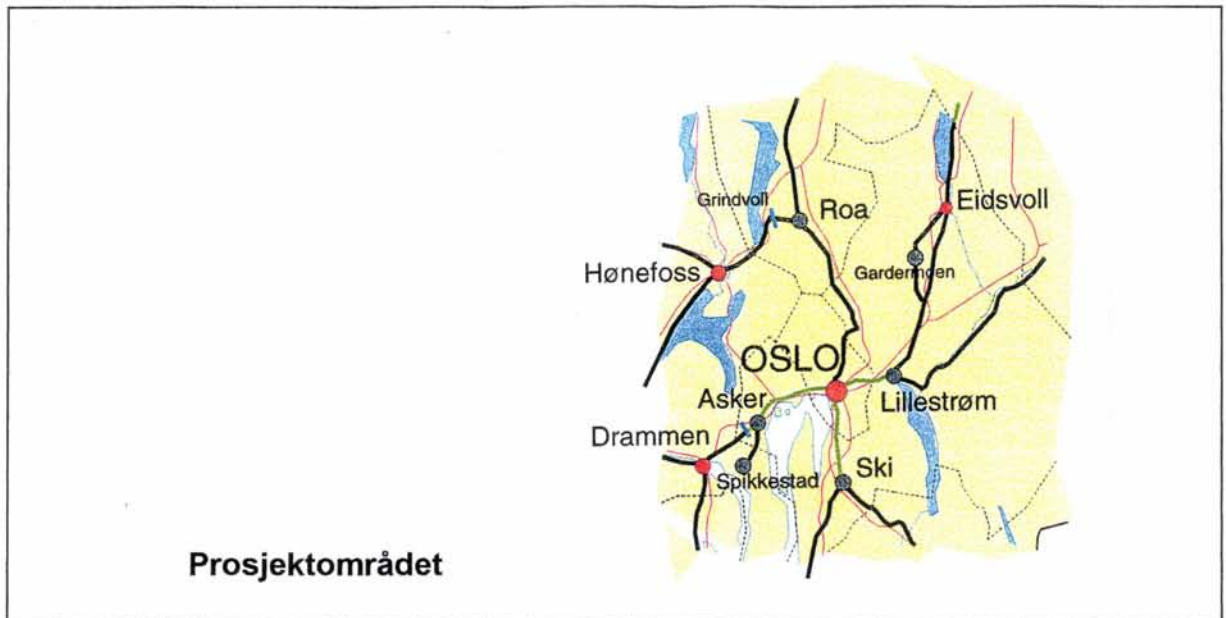 Grindvoll
Roa
Eidsvoll
Hønefoss
Gardermoen
OSLO
Asker
Lillestrøm
Drammen
Spikkestad
Ski
Prosjektområdet